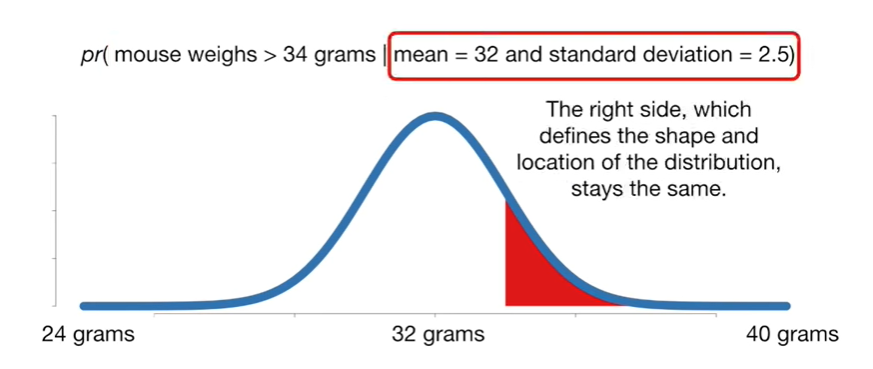 pr( mouse weighs > 34 grams | mean = 32 and standard deviation = 2.5)
The right side, which
defines the shape and
location of the distribution,
stays the same.
24 grams
32 grams
40 grams